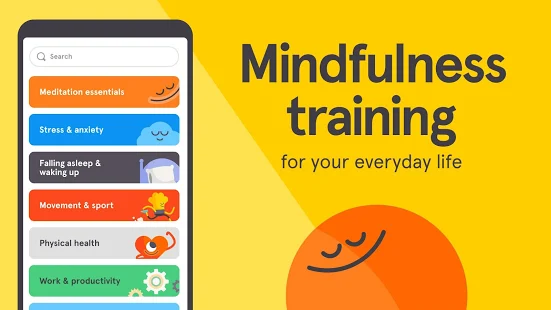 Search
Meditation essentials
Stress & anxiety
Falling asleep &
waking up
Movement & sport
Physical health
Work & productivity
Mindfulness
training
for your everyday life